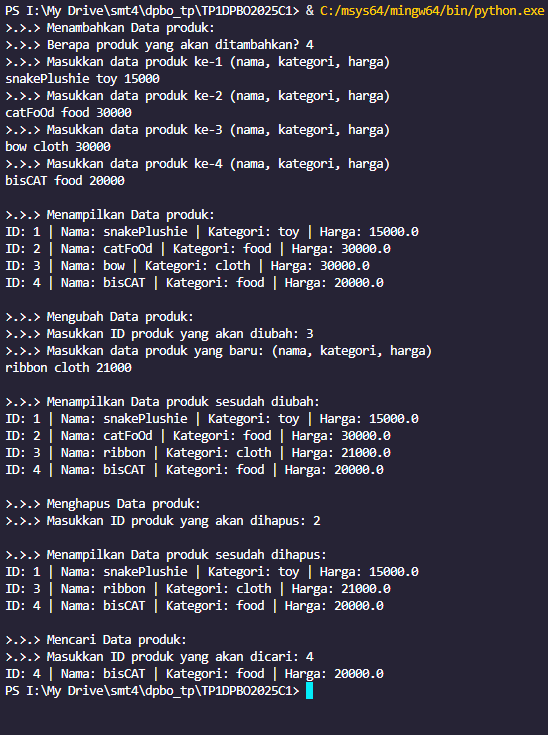 PS I:\My Drive\smt4\dpbo_tp\TP1DPBO2025C1> & C:/msys64/mingw64/bin/python.exe
>.>.> Menambahkan Data produk:
>.>.> Berapa produk yang akan ditambahkan? 4
>.>.> Masukkan data produk ke-1 (nama, kategori, harga)
snakePlushie toy 15000
>.>.> Masukkan data produk ke-2 (nama, kategori, harga)
catFoOd food 30000
>.>.> Masukkan data produk ke-3 (nama, kategori, harga)
bow cloth 30000
>.>.> Masukkan data produk ke-4 (nama, kategori, harga)
bisCAT food 20000
>.>.> Menampilkan Data produk:
ID: 1 | Nama: snakePlushie | Kategori: toy | Harga: 15000.0
ID: 2 | Nama: catFoOd | Kategori: food | Harga: 30000.0
ID: 3 | Nama: bow | Kategori: cloth | Harga: 30000.0
ID: 4 | Nama: bisCAT | Kategori: food | Harga: 20000.0
>.>.> Mengubah Data produk:
>.>.> Masukkan ID produk yang akan diubah: 3
>.>.> Masukkan data produk yang baru: (nama, kategori, harga)
ribbon cloth 21000
>.>.> Menampilkan Data produk sesudah diubah:
ID: 1 | Nama: snakePlushie | Kategori: toy | Harga: 15000.0
ID: 2 | Nama: catFoOd | Kategori: food | Harga: 30000.0
ID: 3 | Nama: ribbon | Kategori: cloth | Harga: 21000.0
ID: 4 | Nama: bisCAT | Kategori: food | Harga: 20000.0
>.>.> Menghapus Data produk:
>.>.> Masukkan ID produk yang akan dihapus: 2
>.>.> Menampilkan Data produk sesudah dihapus:
ID: 1 | Nama: snakePlushie | Kategori: toy | Harga: 15000.0
ID: 3 | Nama: ribbon | Kategori: cloth | Harga: 21000.0
ID: 4 | Nama: bisCAT | Kategori: food | Harga: 20000.0
>.>.> Mencari Data produk:
>.>.> Masukkan ID produk yang akan dicari: 4
ID: 4 | Nama: bisCAT | Kategori: food | Harga: 20000.0
PS I:\My Drive\smt4\dpbo_tp\TP1DPBO2025C1>